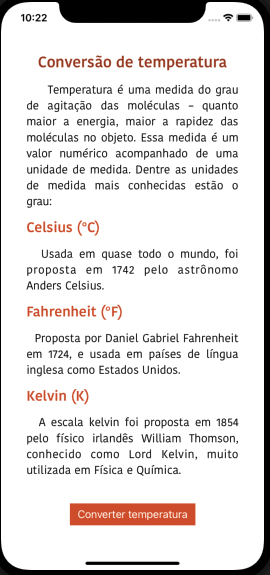 10:22
Conversão de temperatura
Temperatura é uma medida do grau
de agitação das moléculas – quanto
maior a energia, maior a rapidez das
moléculas no objeto. Essa medida é um
valor numérico acompanhado de uma
unidade de medida. Dentre as unidades
de medida mais conhecidas estão o
grau:
Celsius (°C)
Usada em quase todo o mundo, foi
proposta em 1742 pelo astrônomo
Anders Celsius.
Fahrenheit (°F)
Proposta por Daniel Gabriel Fahrenheit
em 1724, e usada em países de língua
inglesa como Estados Unidos.
Kelvin (K)
A escala kelvin foi proposta em 1854
pelo físico irlandês William Thomson,
conhecido como Lord Kelvin, muito
utilizada em Física e Química.
Converter temperatura